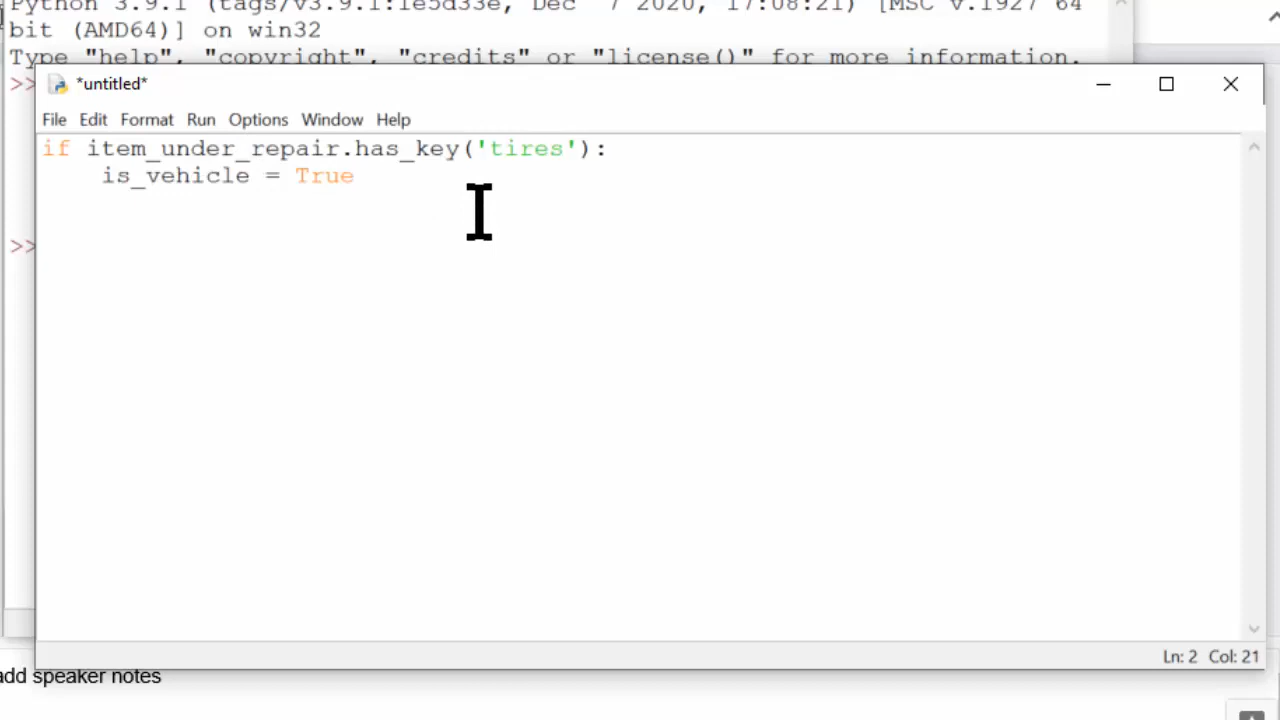 Python 3.9.1 (tags/v3.9.1:1e5d33e, Dec  7 2020, 17:08:21) [MSC v.1927 64
bit (AMD64)] on win32
Type "help", "copyright", "credits" or "license()" for more information.
>>
*untitled*
File Edit Format Run Options Window Help
if item_under_repair.has_key('tires'):
    is_vehicle = True
>>
Ln: 2 Col: 21
add speaker notes